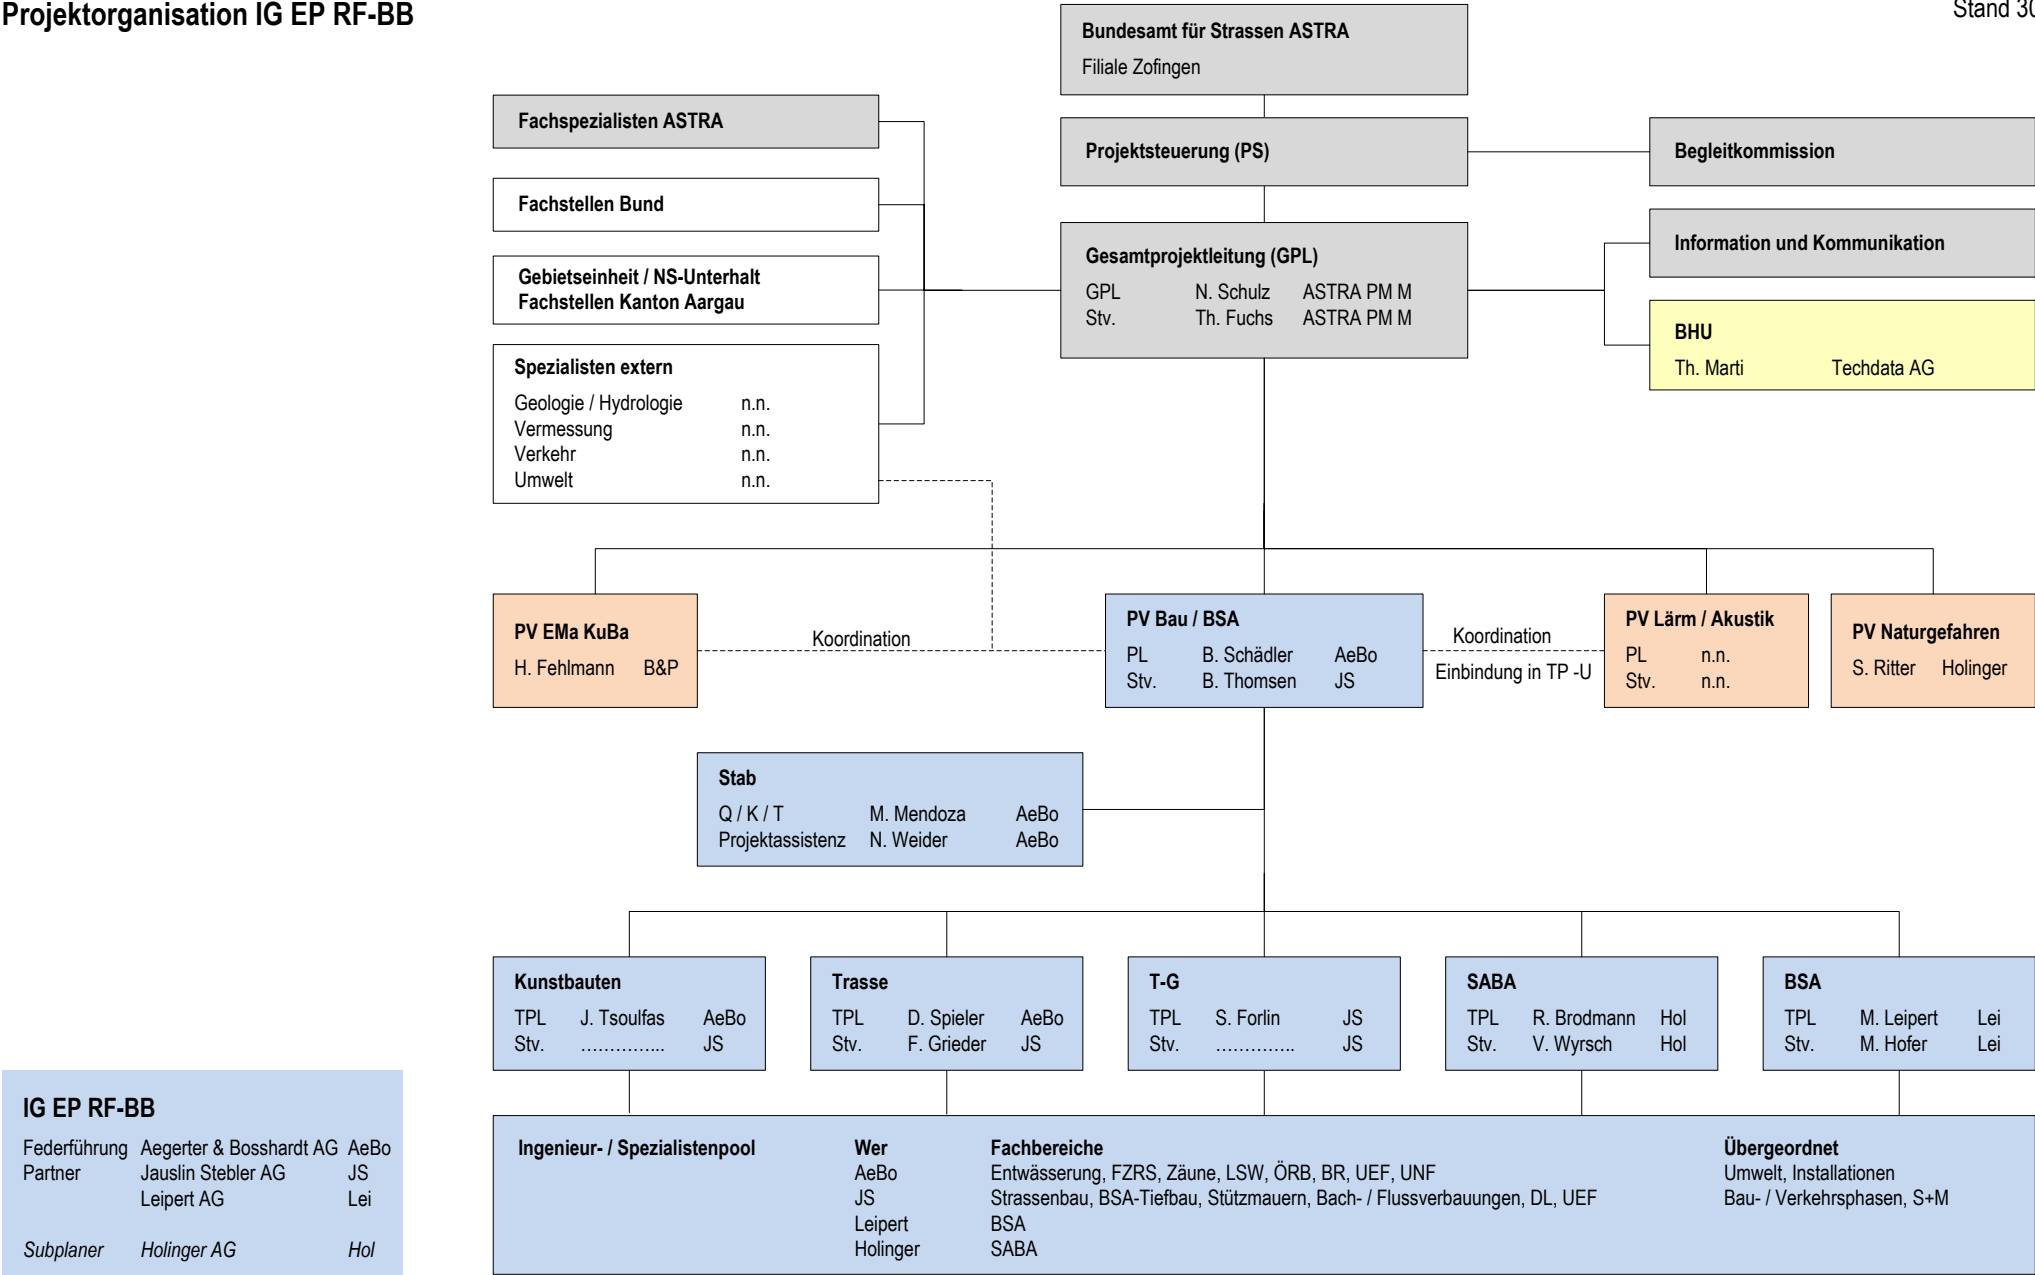 Projektorganisation IG EP RF-BB
Stand 30
Bundesamt für Strassen ASTRA
Filiale Zofingen
Fachspezialisten ASTRA
Projektsteuerung (PS)
Begleitkommission
Fachstellen Bund
Gesamtprojektleitung (GPL)
GPL N. Schulz ASTRA PM M
Stv. Th. Fuchs ASTRA PM M
Information und Kommunikation
Gebietseinheit / NS-Unterhalt
Fachstellen Kanton Aargau
BHU
Th. Marti Techdata AG
Spezialisten extern
Geologie / Hydrologie n.n.
Vermessung n.n.
Verkehr n.n.
Umwelt n.n.
PV EMa KuBa
H. Fehlmann B&P
Koordination
PV Bau / BSA
PL B. Schädler AeBo
Stv. B. Thomsen JS
Koordination
Einbindung in TP -U
PV Lärm / Akustik
PL n.n.
Stv. n.n.
PV Naturgefahren
S. Ritter Holinger
Stab
Q / K / T M. Mendoza AeBo
Projektassistenz N. Weider AeBo
Kunstbauten
TPL J. Tsoulfas AeBo
Stv. ………….. JS
Trasse
TPL D. Spieler AeBo
Stv. F. Grieder JS
T-G
TPL S. Forlin JS
Stv. ………….. JS
SABA
TPL R. Brodmann Hol
Stv. V. Wyrsch Hol
BSA
TPL M. Leipert Lei
Stv. M. Hofer Lei
IG EP RF-BB
Federführung Aegerter & Bosshardt AG AeBo
Partner Jauslin Stebler AG JS
Leipert AG Lei
Subplaner Holinger AG Hol
Ingenieur- / Spezialistenpool Wer Fachbereiche Übergeordnet
AeBo Entwässerung, FZRS, Zäune, LSW, ÖRB, BR, UEF, UNF Umwelt, Installationen
JS Strassenbau, BSA-Tiefbau, Stützmauern, Bach- / Flussverbauungen, DL, UEF Bau- / Verkehrsphasen, S+M
Leipert BSA
Holinger SABA